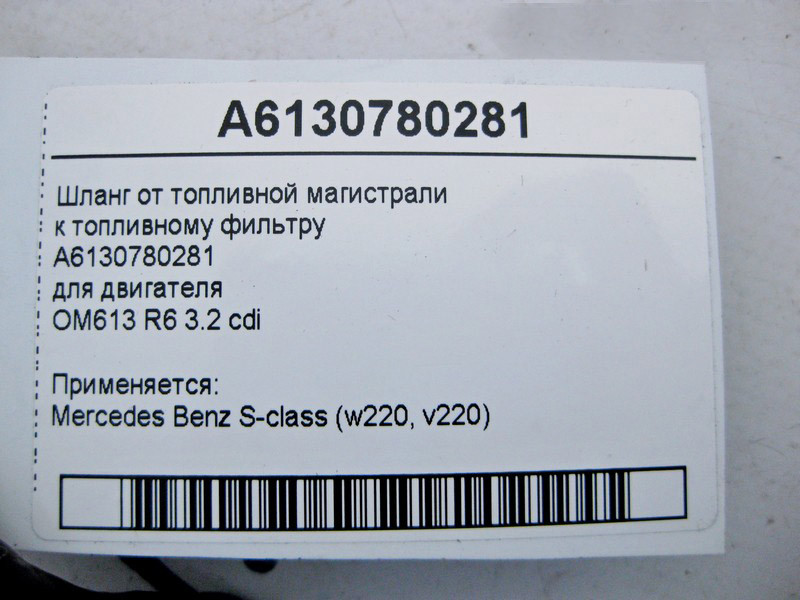 A6130780281
Шланг от топливной магистрали
к топливному фильтру
A6130780281
для двигателя
OM613 R6 3.2 cdi
Применяется:
Mercedes Benz S-class (w220, v220)